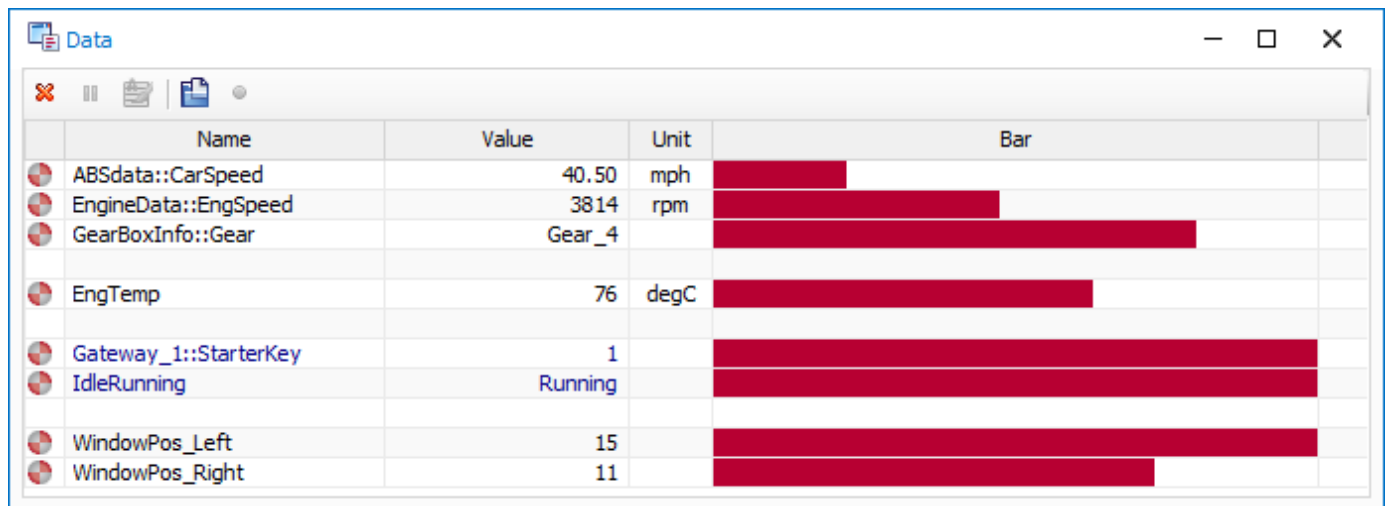 Data
Name Value Unit Bar
ABSdata::CarSpeed 40.50 mph
EngineData::EngSpeed 3814 rpm
GearBoxInfo::Gear Gear_4
EngTemp 76 degC
Gateway_1::StarterKey 1
IdleRunning Running
WindowPos_Left 15
WindowPos_Right 11